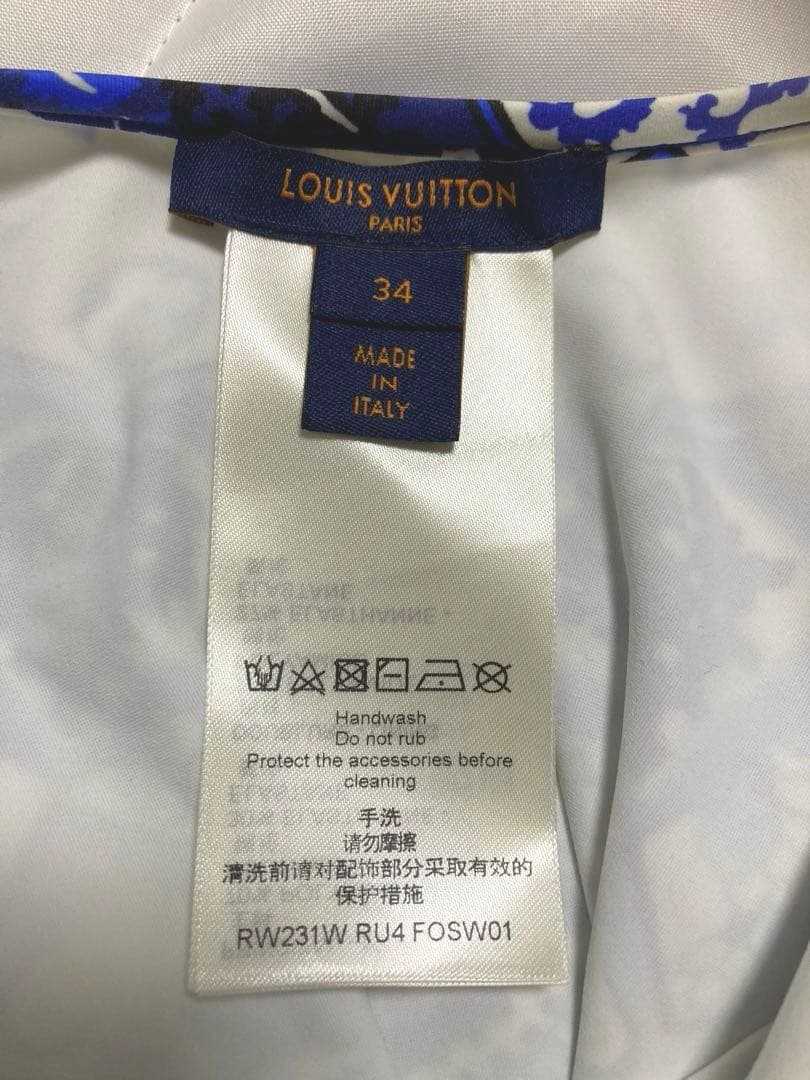 LOUIS VUITTON
PARIS
34
MADE
IN
ITALY
Handwash
Do not rub
Protect the accessories before
cleaning
手洗
请勿摩擦
清洗前请对配饰部分采取有效的
保护措施
RW231W RU4 FOSW01